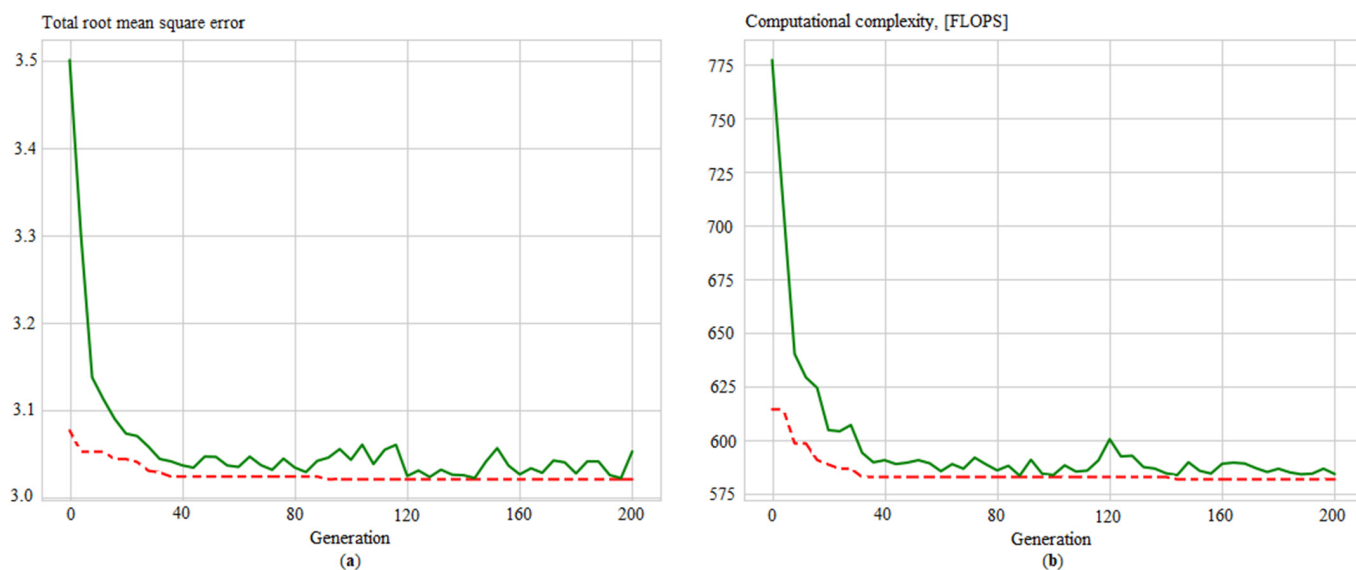 Total root mean square error
3.5
3.4
3.3
3.2
3.1
3.0
0 40 80 120 160 200
Generation
(a)
Computational complexity, [FLOPS]
775
750
725
700
675
650
625
600
575
0 40 80 120 160 200
Generation
(b)